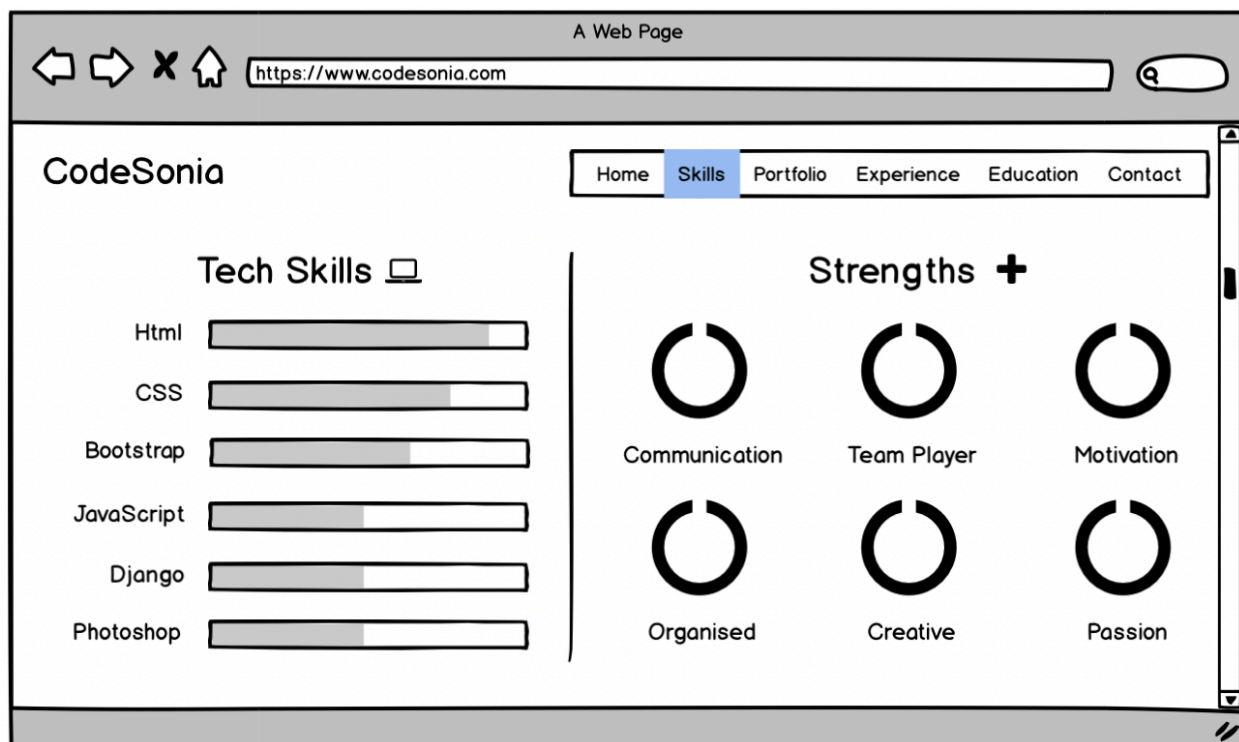 A Web Page
https://www.codesonia.com
CodeSonia
Home Skills Portfolio Experience Education Contact
Tech Skills
Html
CSS
Bootstrap
JavaScript
Django
Photoshop
Strengths
Communication Team Player Motivation
Organised Creative Passion